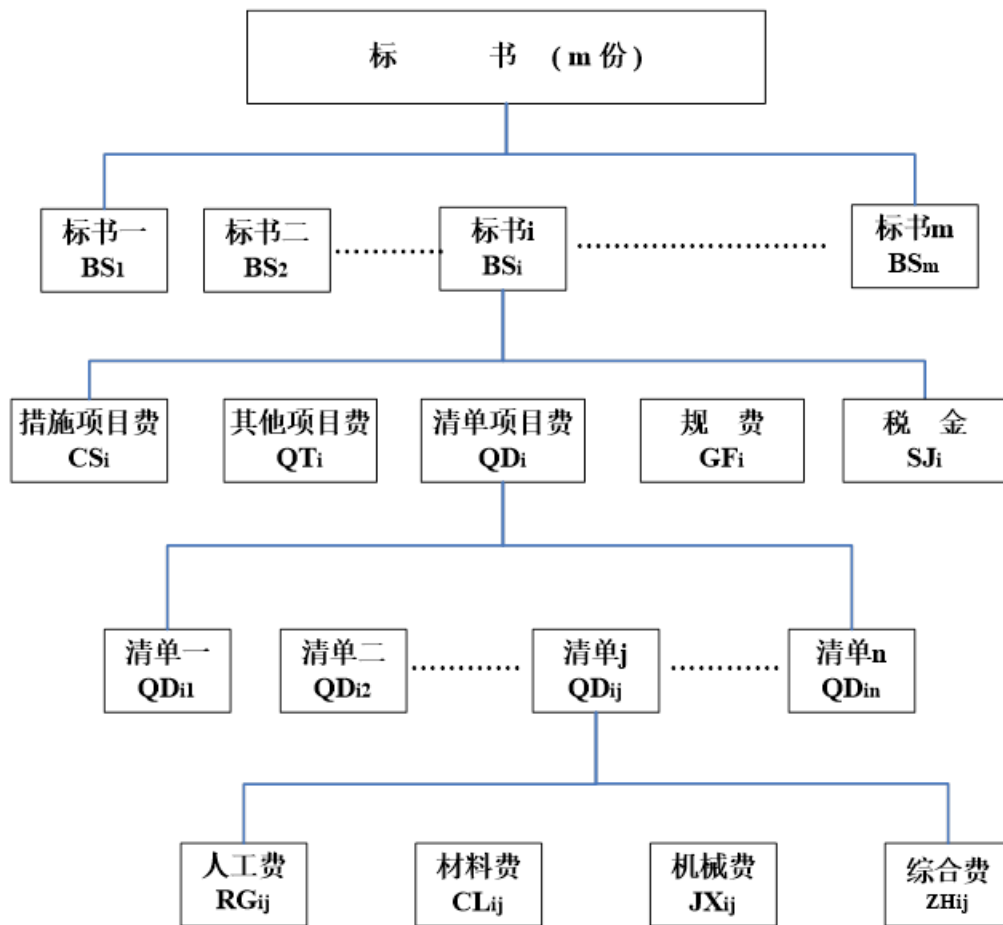 标 书 ( m 份 )
标书一 标书二 标书i 标书m
BS1 BS2 BSi BSm
措施项目费 其他项目费 清单项目费 规 费 税 金
CSi QTi QDi GFi SJi
清单一 清单二 清单j 清单n
QDi1 QDi2 QDij QDin
人工费 材料费 机械费 综合费
RGij CLij JXij ZHij